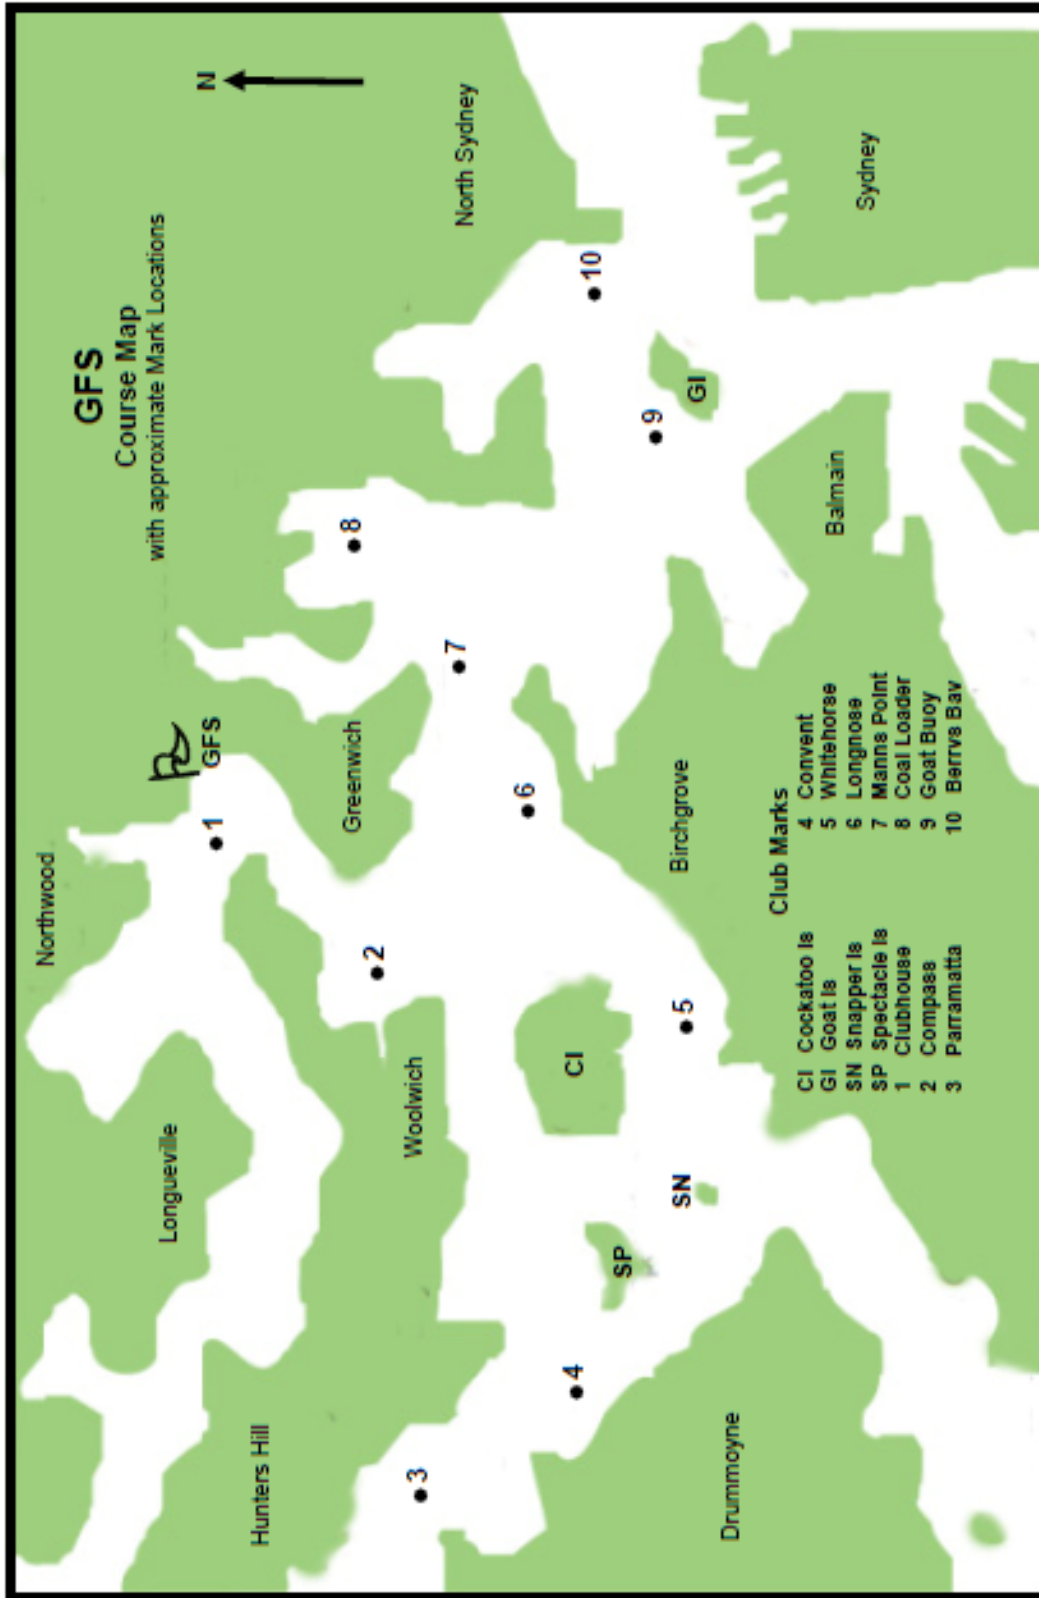 GFS
Course Map
with approximate Mark Locations
N
Northwood
North Sydney
GFS
1
Longueville
Greenwich
8
2
7
10
Woolwich
Hunters Hill
3
6
9
CI
GI
4
SP
SN
5
Sydney
Birchgrove
Balmain
Drummoyne
Club Marks
CI Cockatoo Is 4 Convent
GI Goat Is 5 Whitehorse
SN Snapper Is 6 Longnose
SP Spectacle Is 7 Manns Point
1 Clubhouse 8 Coal Loader
2 Compass 9 Goat Buoy
3 Parramatta 10 Berrys Bay